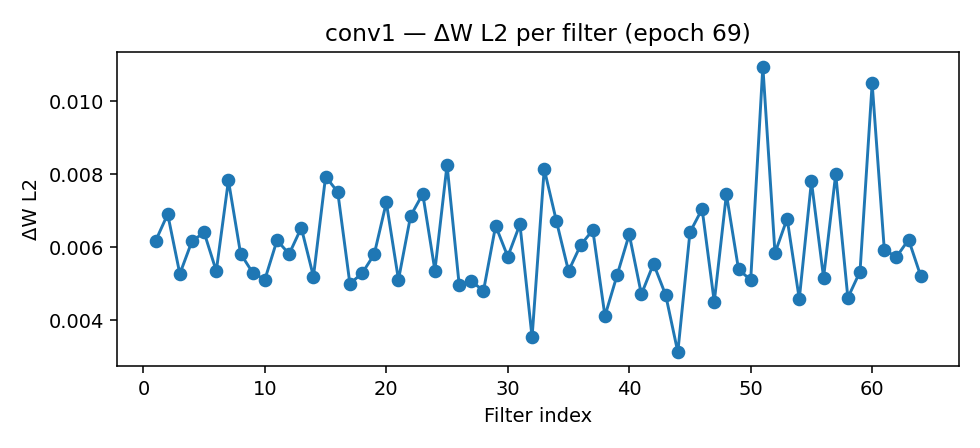 conv1 — ΔW L2 per filter (epoch 69)
ΔW L2
0.010
0.008
0.006
0.004
0 10 20 30 40 50 60
Filter index